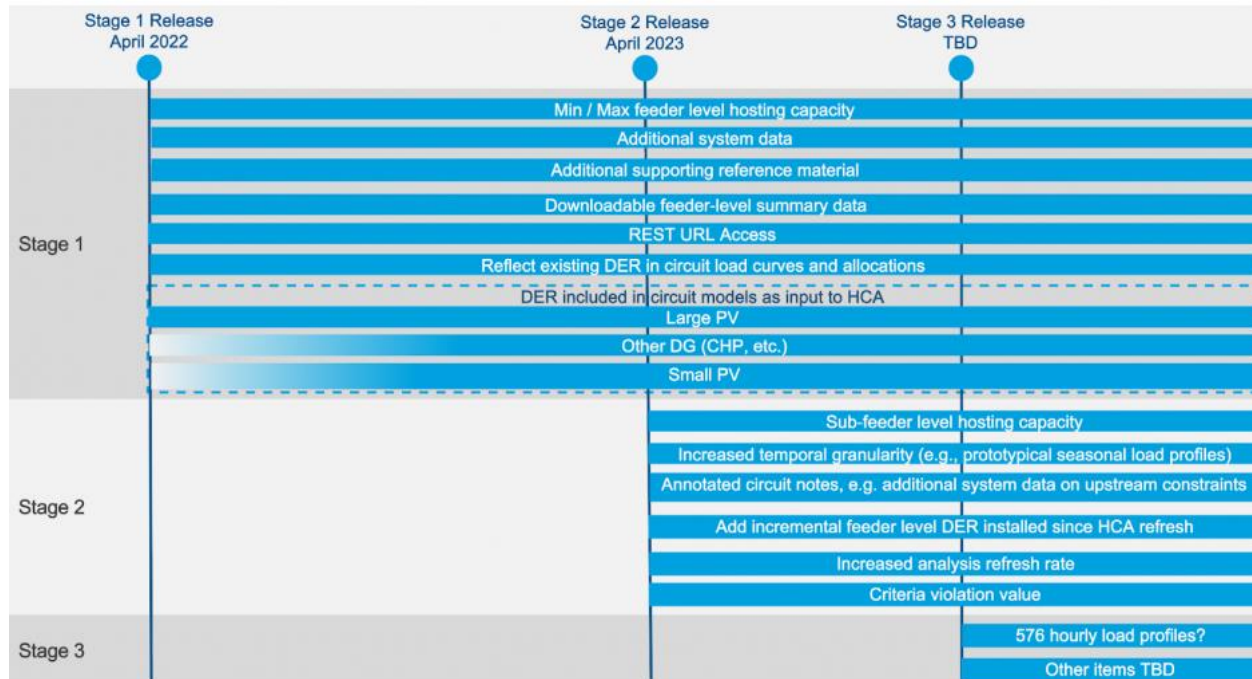 Stage 1 Release
April 2022
Stage 2 Release
April 2023
Stage 3 Release
TBD
Stage 1
Min / Max feeder level hosting capacity
Additional system data
Additional supporting reference material
Downloadable feeder-level summary data
REST URL Access
Reflect existing DER in circuit load curves and allocations
DER included in circuit models as input to HCA
Large PV
Other DG (CHP, etc.)
Small PV
Stage 2
Sub-feeder level hosting capacity
Increased temporal granularity (e.g., prototypical seasonal load profiles)
Annotated circuit notes, e.g. additional system data on upstream constraints
Add incremental feeder level DER installed since HCA refresh
Increased analysis refresh rate
Criteria violation value
Stage 3
576 hourly load profiles?
Other items TBD